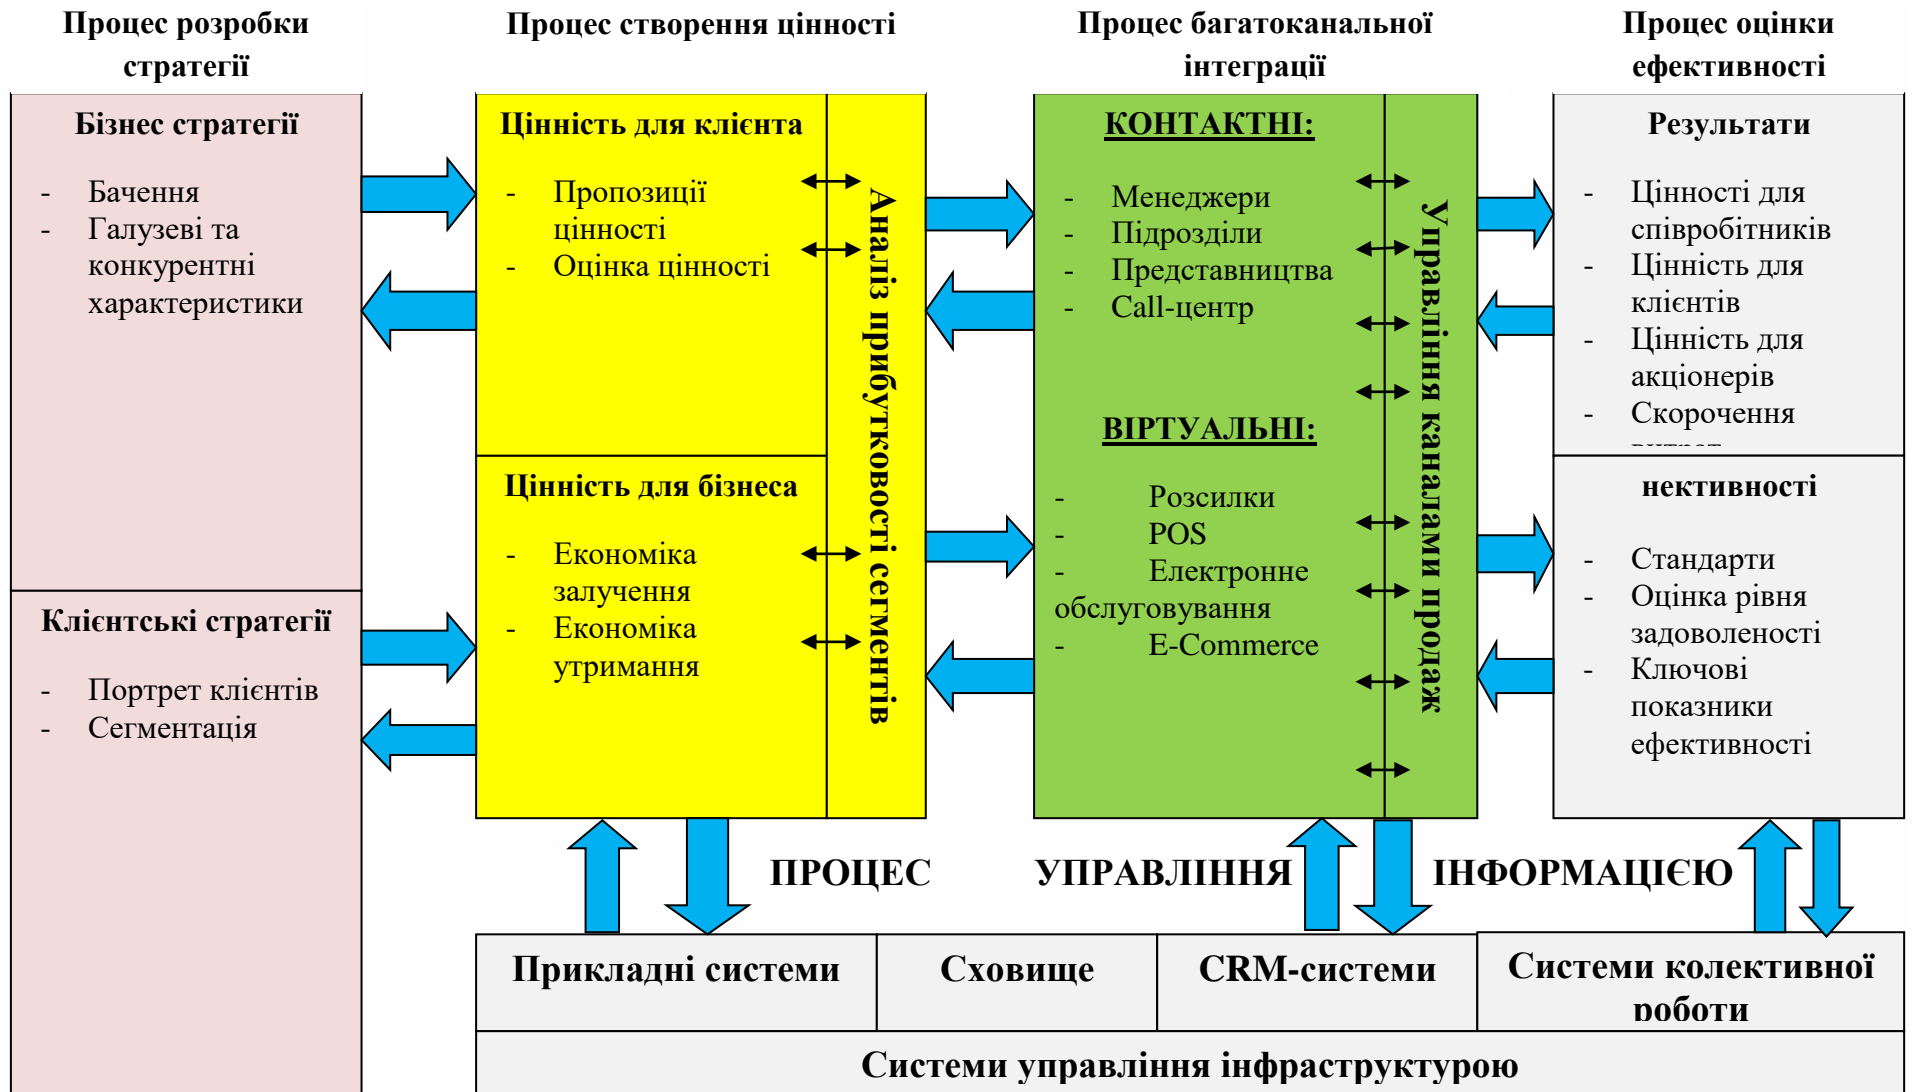 Процес розробки
стратегії
Процес створення цінності
Процес багатоканальної
інтеграції
Процес оцінки
ефективності
Бізнес стратегії
- Бачення
- Галузеві та
конкурентні
характеристики
Клієнтські стратегії
- Портрет клієнтів
- Сегментація
Цінність для клієнта
- Пропозиції
цінності
- Оцінка цінності
Цінність для бізнеса
- Економіка
залучення
- Економіка
утримання
Аналіз прибутковості сегментів
КОНТАКТНІ:
- Менеджери
- Підрозділи
- Представництва
- Call-центр
ВІРТУАЛЬНІ:
- Розсилки
- POS
- Електронне
обслуговування
- E-Commerce
Управління каналами продаж
Результати
- Цінності для
співробітників
- Цінність для
клієнтів
- Цінність для
акціонерів
- Скорочення
нективності
- Стандарти
- Оцінка рівня
задоволеності
- Ключові
показники
ефективності
ПРОЦЕС УПРАВЛІННЯ ІНФОРМАЦІЄЮ
Прикладні системи
Сховище
CRM-системи
Системи колективної
роботи
Системи управління інфраструктурою